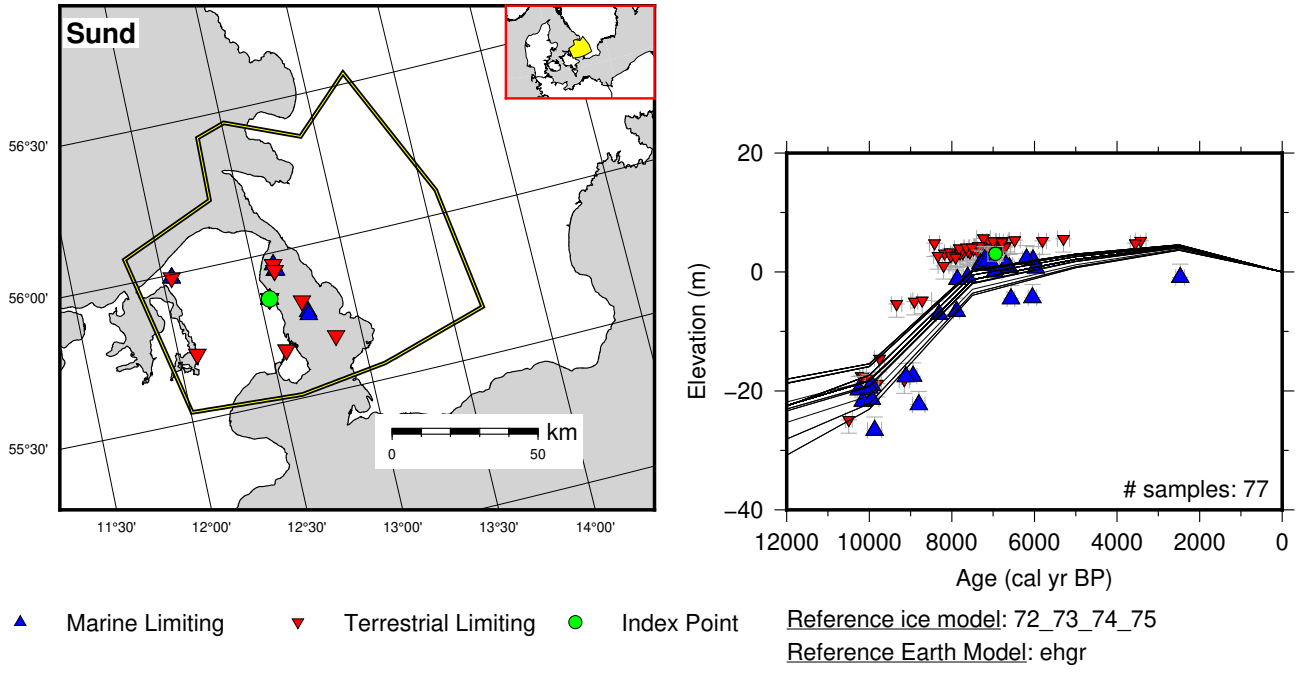 Sund
56°30'
56°00'
55°30'
11°30'
12°00'
12°30'
13°00'
13°30'
14°00'
km
0
50
20
0
−20
−40
Elevation (m)
# samples: 77
12000
10000
8000
6000
4000
2000
0
Age (cal yr BP)
Marine Limiting
Terrestrial Limiting
Index Point
Reference ice model: 72_73_74_75
Reference Earth Model: ehgr